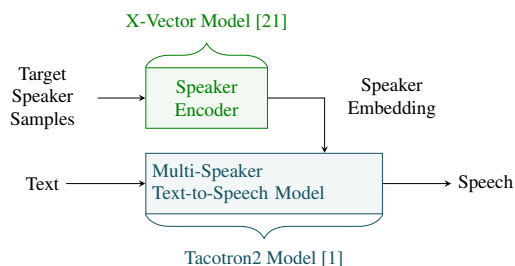 X-Vector Model [21]
Target
Speaker
Samples
Speaker
Encoder
Speaker
Embedding
Text
Multi-Speaker
Text-to-Speech Model
Speech
Tacotron2 Model [1]